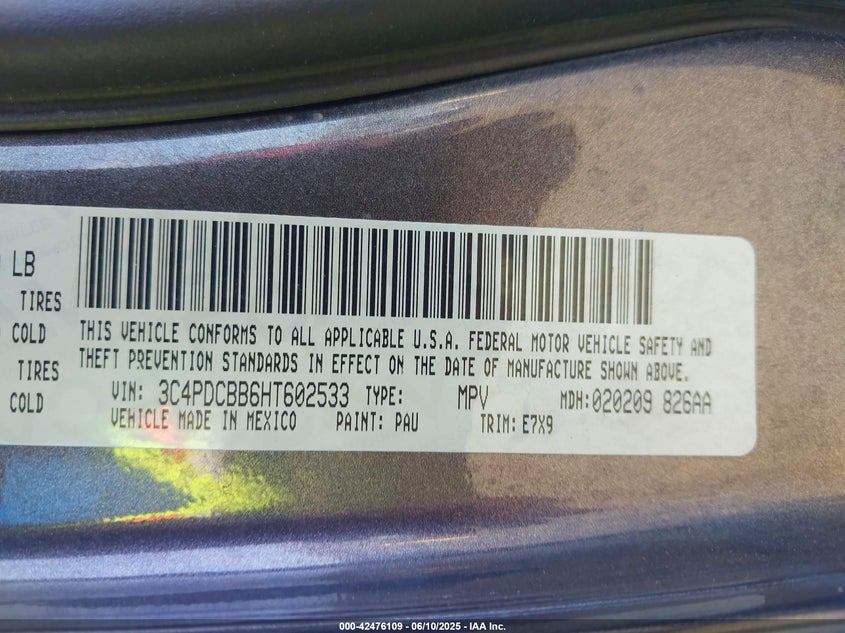 LB
TIRES
COLD
TIRES
COLD
THIS VEHICLE CONFORMS TO ALL APPLICABLE U.S.A. FEDERAL MOTOR VEHICLE SAFETY AND
THEFT PREVENTION STANDARDS IN EFFECT ON THE DATE OF MANUFACTURE SHOWN ABOVE.
VIN: 3C4PDCBB6HT602533 TYPE: MPV MDH:020209 826AA
VEHICLE MADE IN MEXICO PAINT: PAU TRIM: E7X9
000-42476109 - 06/10/2025 - IAA Inc.